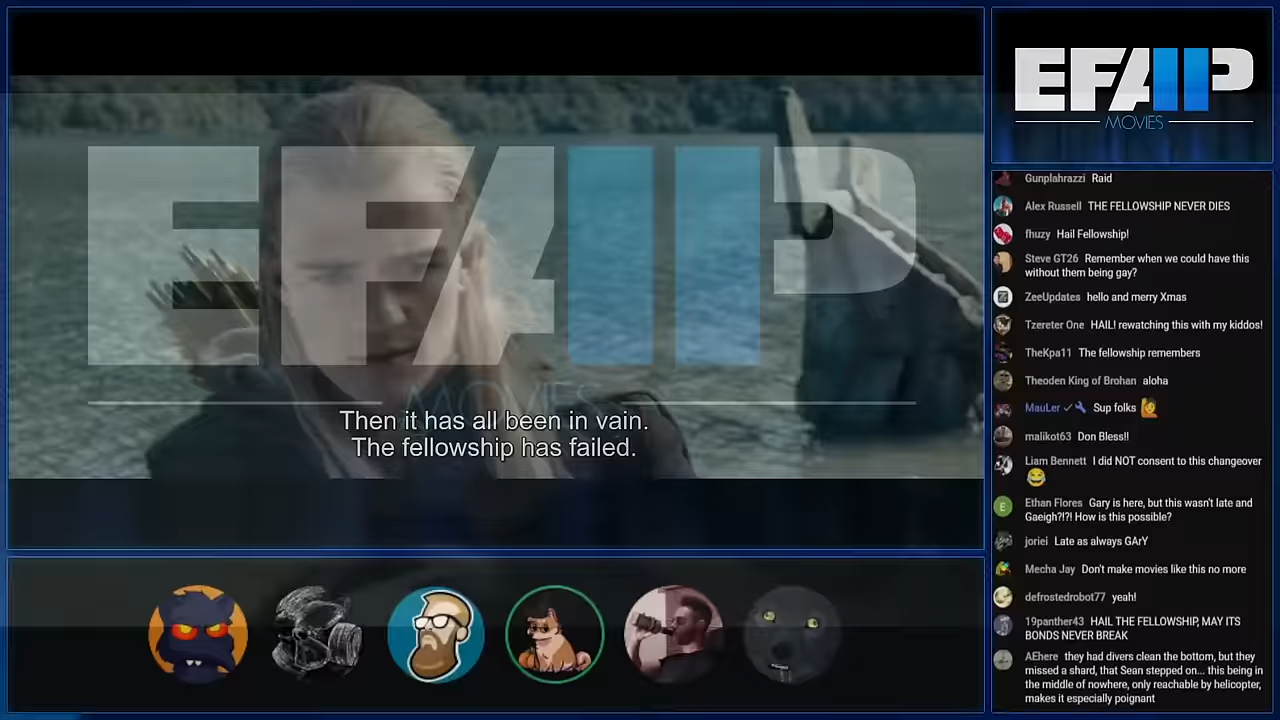 EFAP
MOVIES
Then it has all been in vain.
The fellowship has failed.
EFAP
MOVIES
Gunplahrazzi Raid
Alex Russell THE FELLOWSHIP NEVER DIES
fhuzy Hail Fellowship!
Steve GT26 Remember when we could have this
without them being gay?
ZeeUpdates hello and merry Xmas
Tzereter One HAIL! rewatching this with my kiddos!
TheKpa11 The fellowship remembers
Theoden King of Brohan aloha
MauLer Sup folks 🙋
malikot63 Don Bless!!
Liam Bennett I did NOT consent to this changeover
😂
E
Ethan Flores Gary is here, but this wasn't late and
Gaeigh?!?! How is this possible?
joriei Late as always GArY
Mecha Jay Don't make movies like this no more
defrostedrobot77 yeah!
19panther43 HAIL THE FELLOWSHIP, MAY ITS
BONDS NEVER BREAK
AEhere they had divers clean the bottom, but they
missed a shard, that Sean stepped on... this being in
the middle of nowhere, only reachable by helicopter,
makes it especially poignant